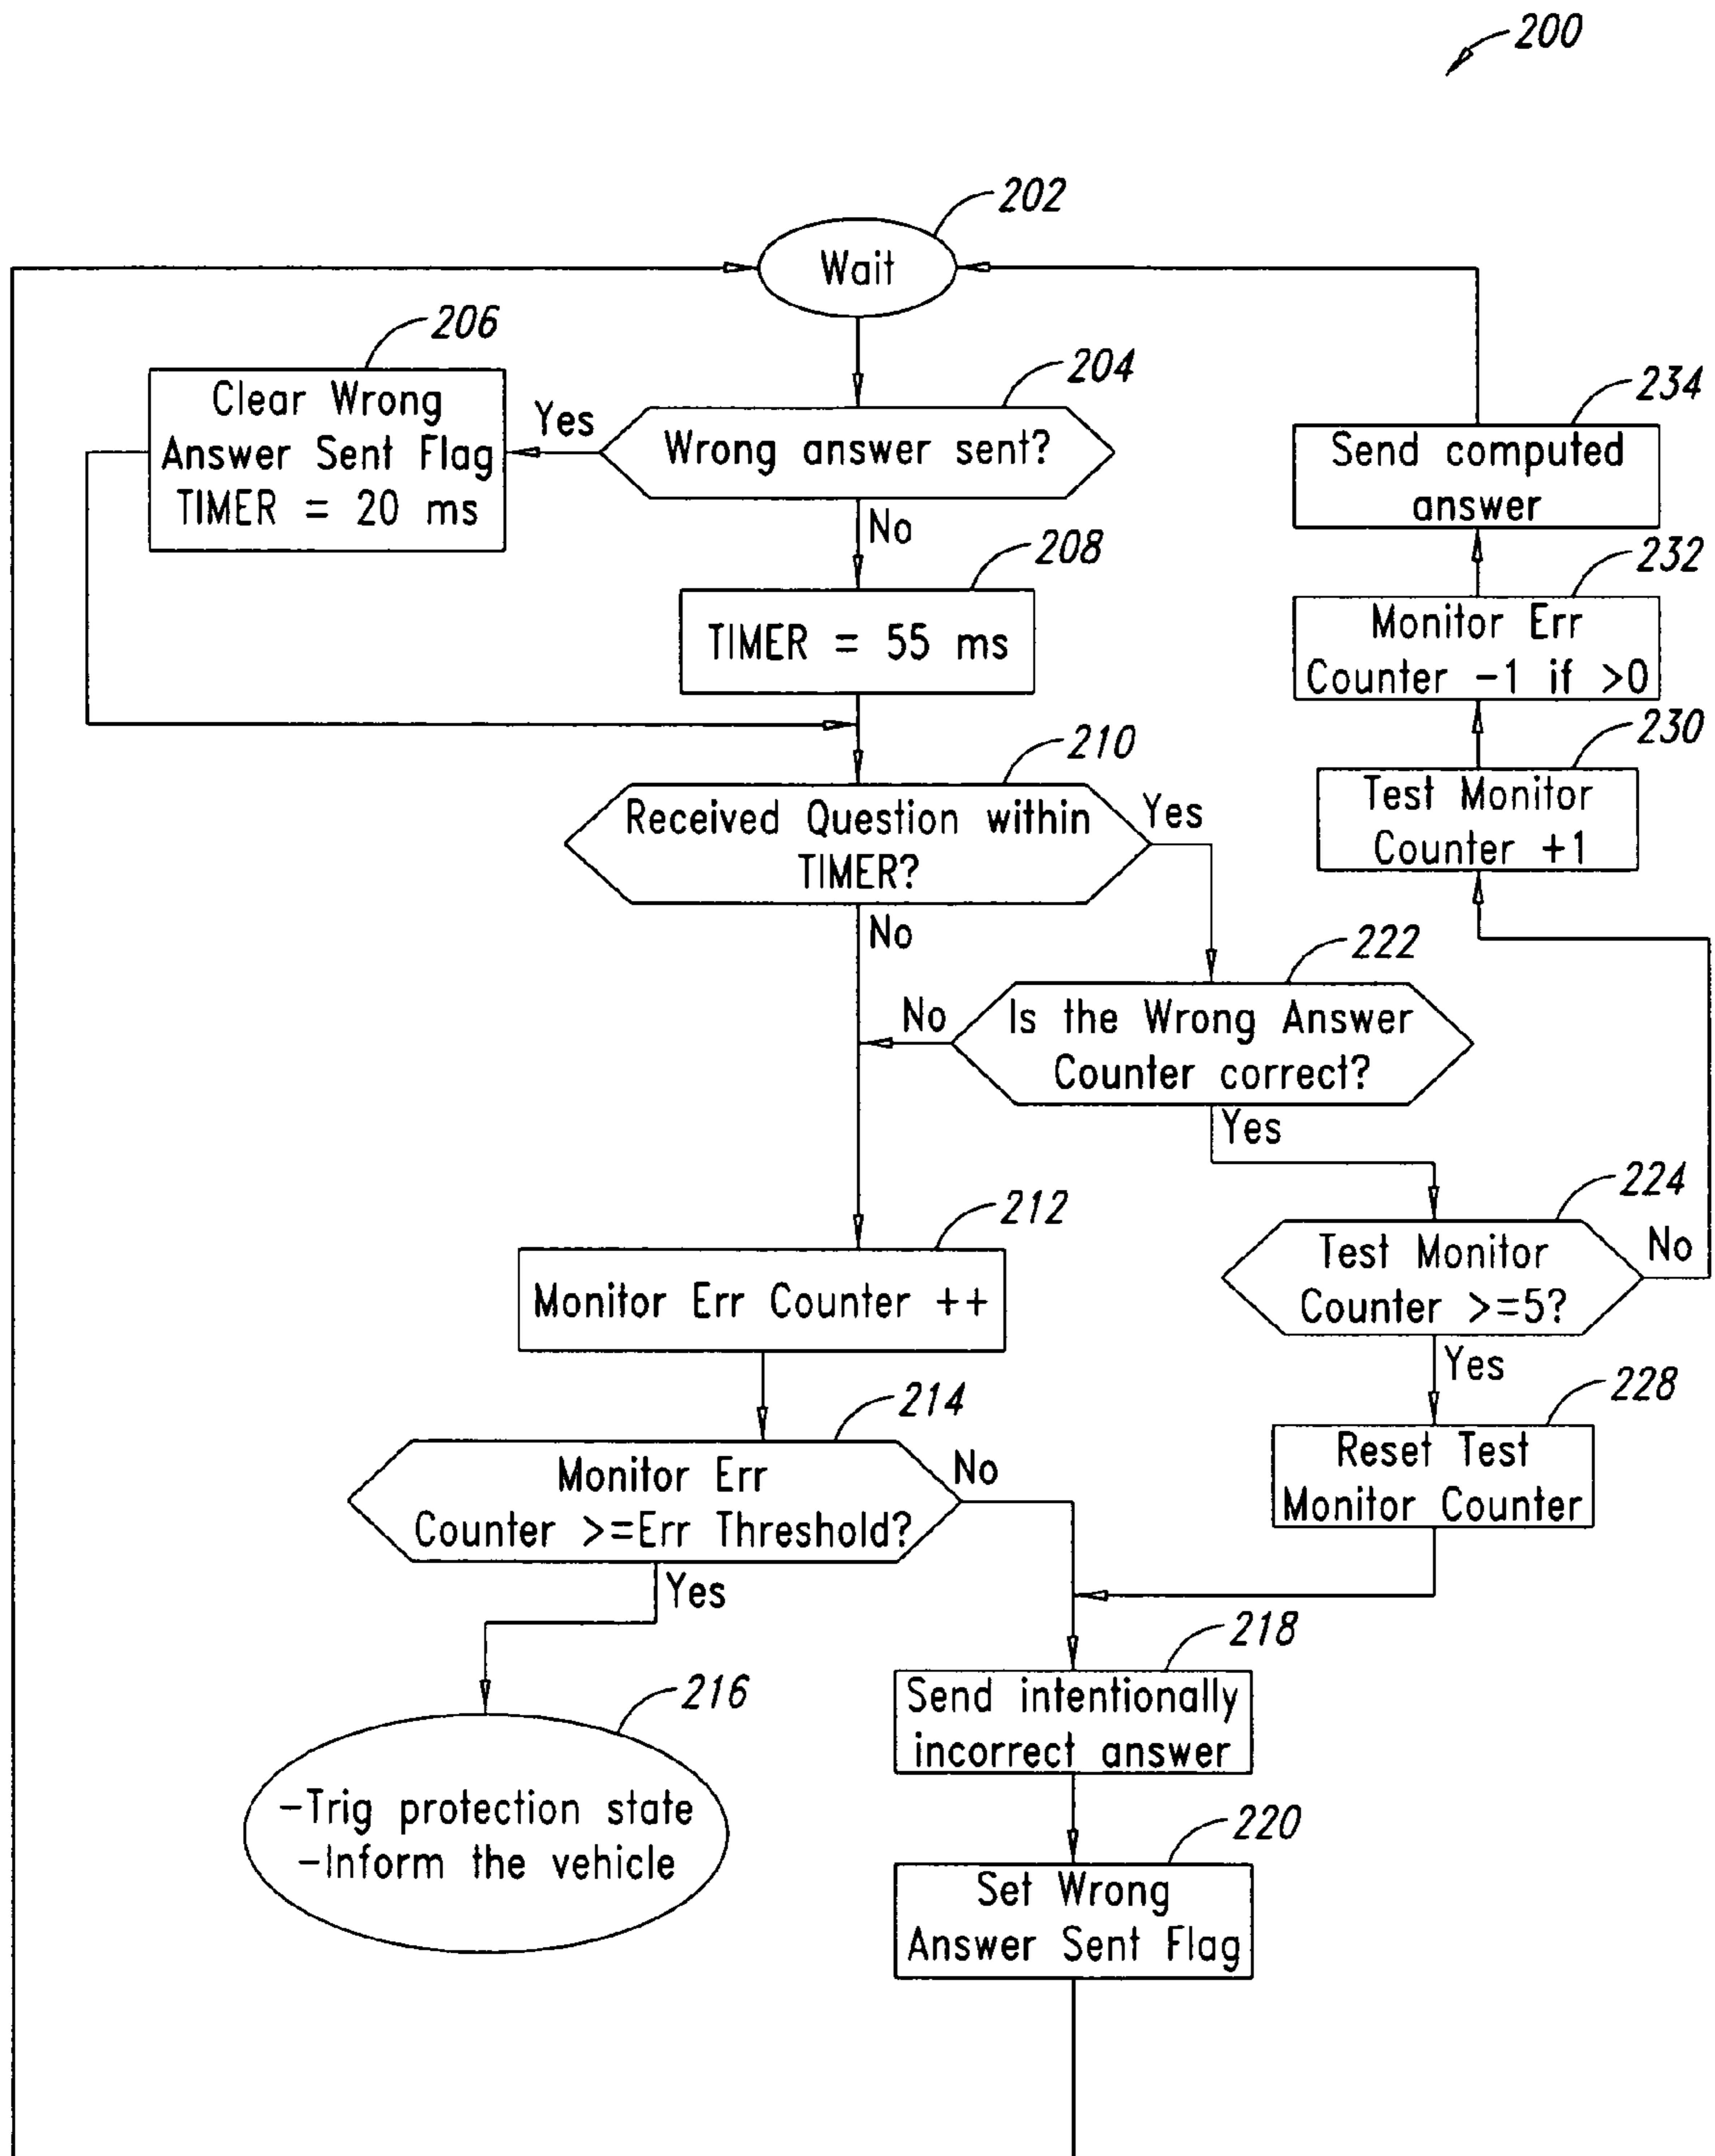 200
202
Wait
206
Clear Wrong
Answer Sent Flag
TIMER = 20 ms
Yes
204
Wrong answer sent?
No
208
TIMER = 55 ms
234
Send computed
answer
232
Monitor Err
Counter -1 if >0
230
Test Monitor
Counter +1
210
Received Question within
TIMER?
Yes
No
222
Is the Wrong Answer
Counter correct?
No
Yes
224
Test Monitor
Counter >=5?
No
Yes
212
Monitor Err Counter ++
228
Reset Test
Monitor Counter
214
Monitor Err
Counter >=Err Threshold?
No
Yes
216
-Trig protection state
-Inform the vehicle
218
Send intentionally
incorrect answer
220
Set Wrong
Answer Sent Flag